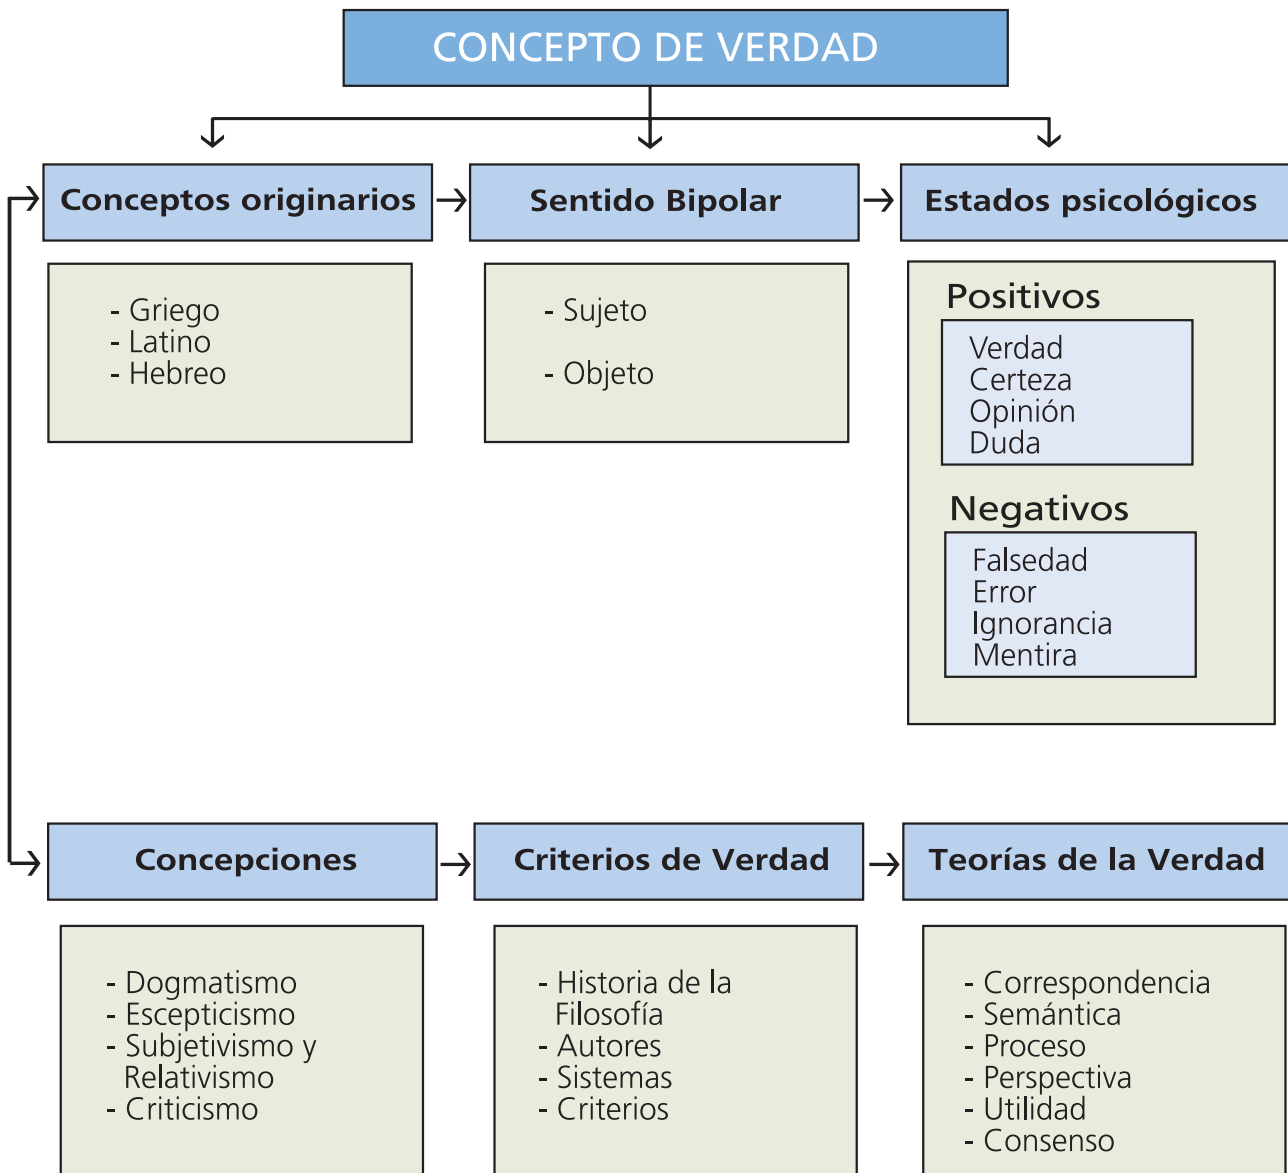 CONCEPTO DE VERDAD
Conceptos originarios
Sentido Bipolar
Estados psicológicos
- Griego
- Latino
- Hebreo
- Sujeto
- Objeto
Positivos
Verdad
Certeza
Opinión
Duda
Negativos
Falsedad
Error
Ignorancia
Mentira
Concepciones
Criterios de Verdad
Teorías de la Verdad
- Dogmatismo
- Escepticismo
- Subjetivismo y
Relativismo
- Criticismo
- Historia de la
Filosofía
- Autores
- Sistemas
- Criterios
- Correspondencia
- Semántica
- Proceso
- Perspectiva
- Utilidad
- Consenso